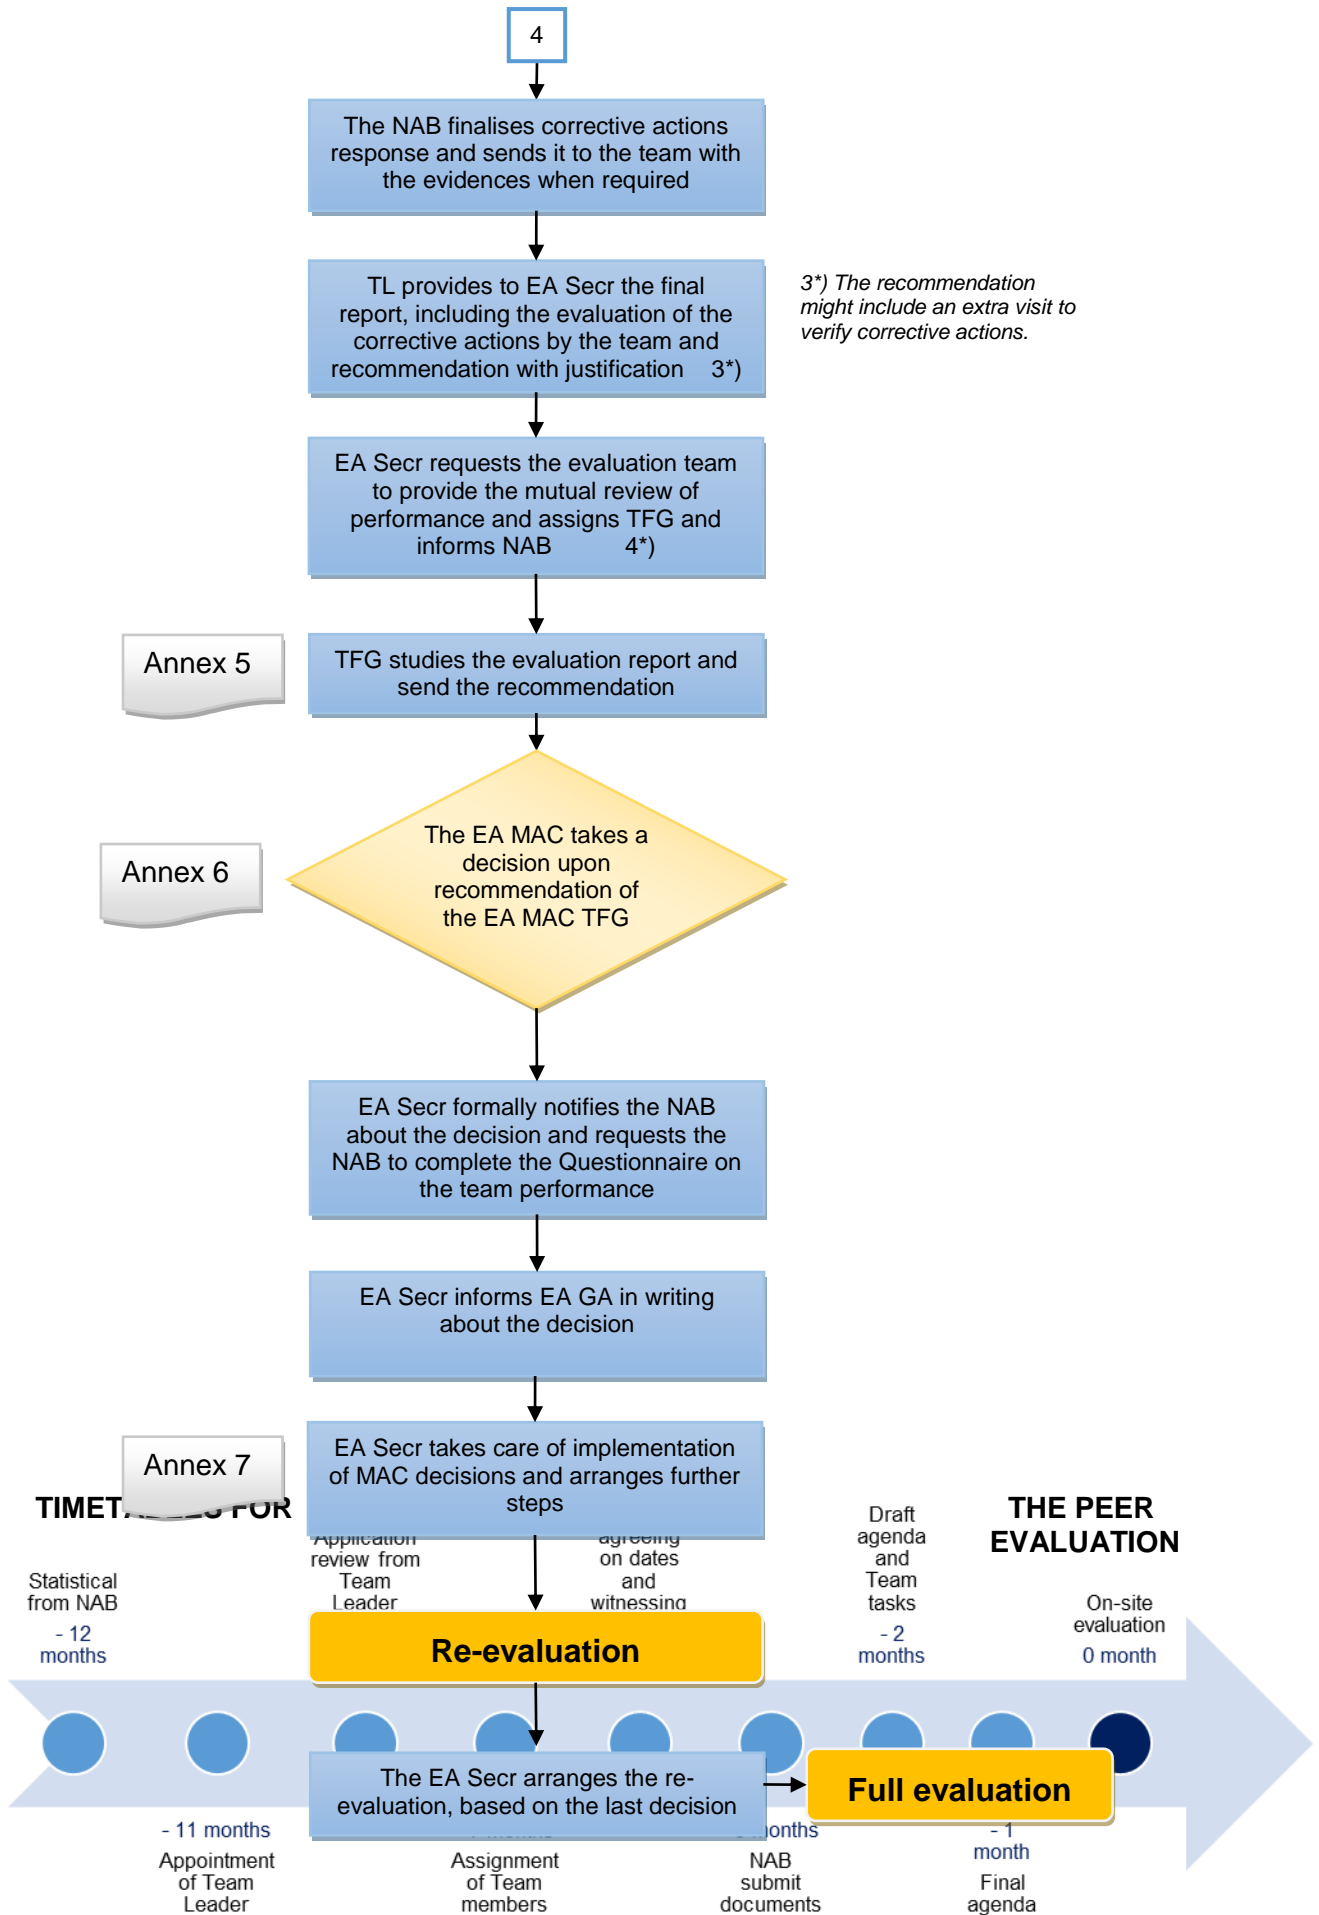 4
The NAB finalises corrective actions
response and sends it to the team with
the evidences when required
TL provides to EA Secr the final
report, including the evaluation of the
corrective actions by the team and
recommendation with justification 3*)
3*) The recommendation
might include an extra visit to
verify corrective actions.
EA Secr requests the evaluation team
to provide the mutual review of
performance and assigns TFG and
informs NAB 4*)
Annex 5
TFG studies the evaluation report and
send the recommendation
Annex 6
The EA MAC takes a
decision upon
recommendation of
the EA MAC TFG
EA Secr formally notifies the NAB
about the decision and requests the
NAB to complete the Questionnaire on
the team performance
EA Secr informs EA GA in writing
about the decision
Annex 7
EA Secr takes care of implementation
of MAC decisions and arranges further
steps
FOR
THE PEER
EVALUATION
Statistical
from NAB
- 12
months
Application
review from
Team
Leader
agreeing
on dates
and
witnessing
Draft
agenda
and
Team
tasks
- 2
months
On-site
evaluation
0 month
Re-evaluation
The EA Secr arranges the re-
evaluation, based on the last decision
Full evaluation
- 11 months
Appointment
of Team
Leader
Assignment
of Team
members
months
NAB
submit
documents
- 1
month
Final
agenda